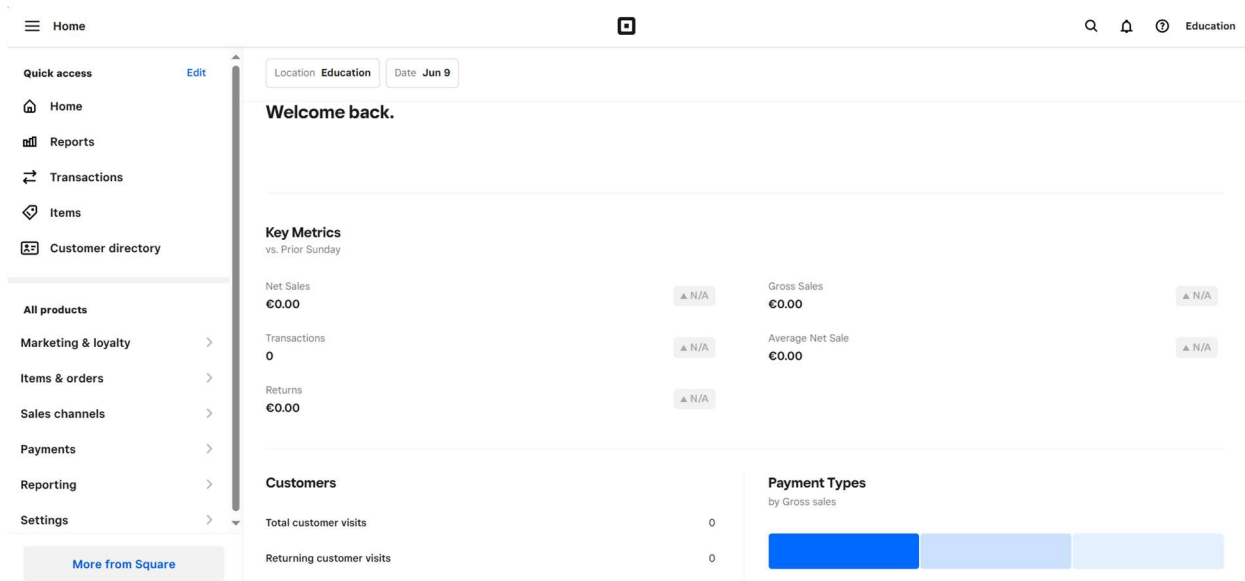 Home
Education
Quick access
Edit
Home
Reports
Transactions
Items
Customer directory
All products
Marketing & loyalty
Items & orders
Sales channels
Payments
Reporting
Settings
More from Square
Location Education
Date Jun 9
Welcome back.
Key Metrics
vs. Prior Sunday
Net Sales
€0.00
▲ N/A
Gross Sales
€0.00
▲ N/A
Transactions
0
▲ N/A
Average Net Sale
€0.00
▲ N/A
Returns
€0.00
▲ N/A
Customers
Total customer visits 0
Returning customer visits 0
Payment Types
by Gross sales